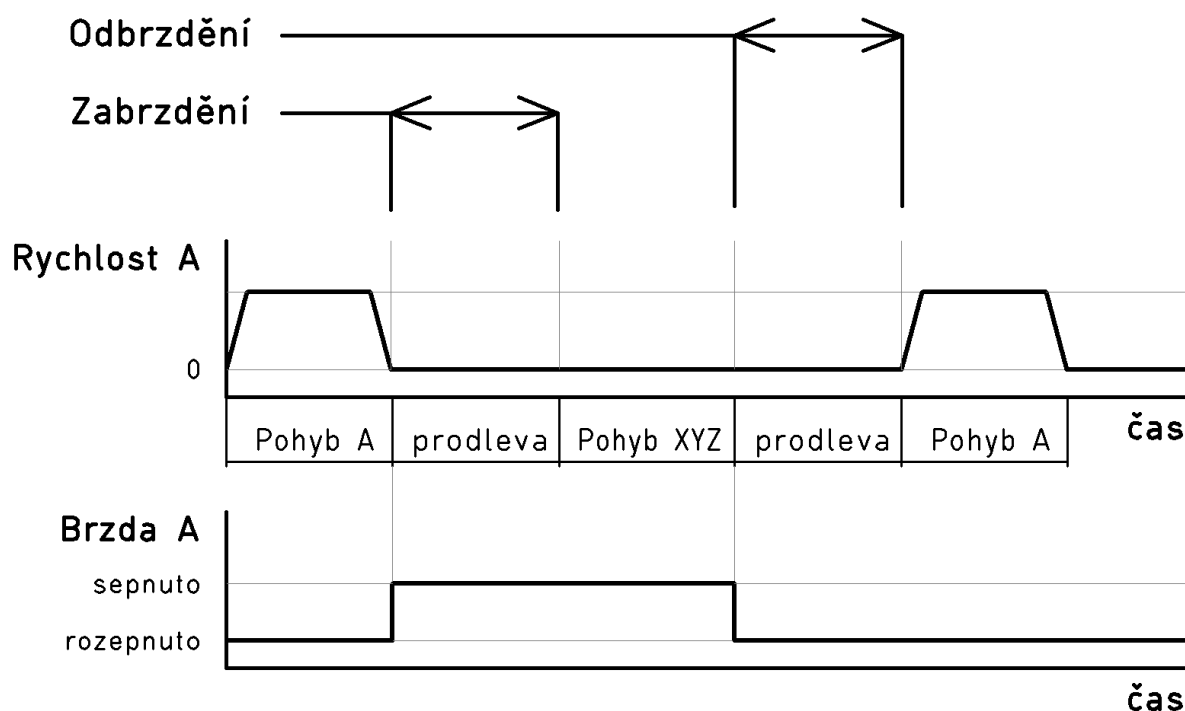 Odbrzdění
Zabrzdění
Rychlost A
0
Pohyb A prodleva Pohyb XYZ prodleva Pohyb A
čas
Brzda A
sepnuto
rozepnuto
čas